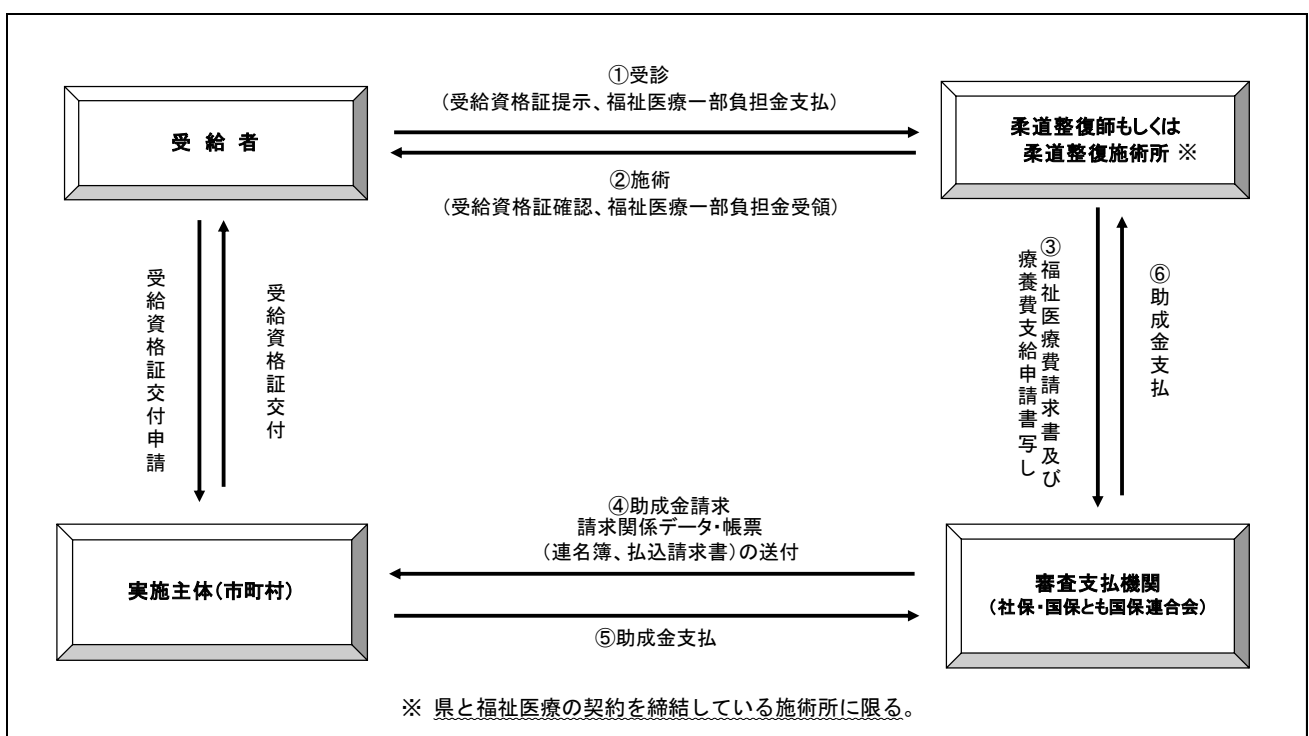 ①受診
(受給資格証提示、福祉医療一部負担金支払)
受 給 者
柔道整復師もしくは
柔道整復施術所 ※
②施術
(受給資格証確認、福祉医療一部負担金受領)
受給資格証交付申請
受給資格証交付
③福祉医療費請求書及び
療養費支給申請書写し
⑥助成金支払
④助成金請求
請求関係データ・帳票
(連名簿、払込請求書)の送付
実施主体(市町村)
審査支払機関
(社保・国保とも国保連合会)
⑤助成金支払
※ 県と福祉医療の契約を締結している施術所に限る。